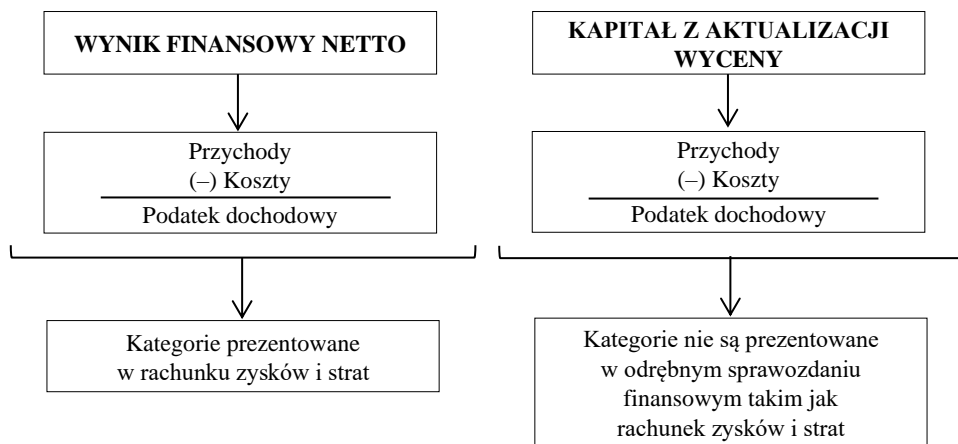 WYNIK FINANSOWY NETTO
Przychody
(–) Koszty
Podatek dochodowy
Kategorie prezentowane
w rachunku zysków i strat
KAPITAŁ Z AKTUALIZACJI
WYCENY
Przychody
(–) Koszty
Podatek dochodowy
Kategorie nie są prezentowane
w odrębnym sprawozdaniu
finansowym takim jak
rachunek zysków i strat